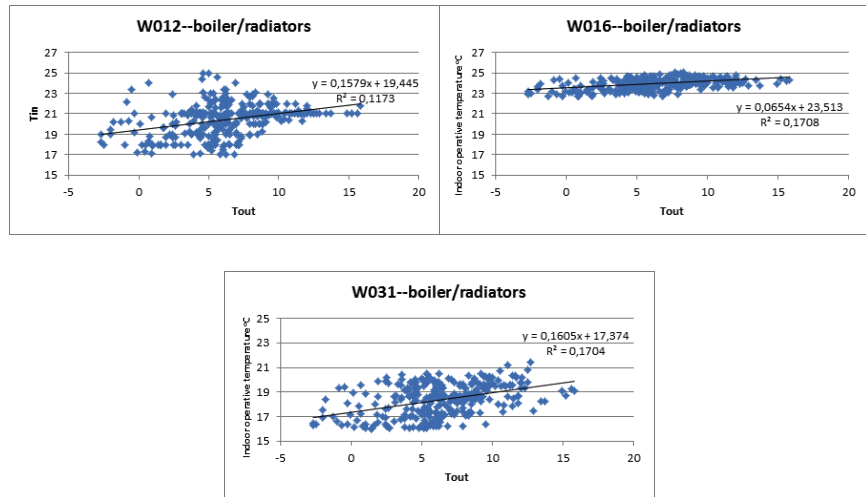 W012--boiler/radiators
27
25
23
21
19
17
15
Tin
y = 0,1579x + 19,445
R² = 0,1173
-5 0 5 10 15 20
Tout
W016--boiler/radiators
27
25
23
21
19
17
15
Indoor operative temperature °C
y = 0,0654x + 23,513
R² = 0,1708
-5 0 5 10 15 20
Tout
W031--boiler/radiators
25
23
21
19
17
15
Indoor operative temperature °C
y = 0,1605x + 17,374
R² = 0,1704
-5 0 5 10 15 20
Tout